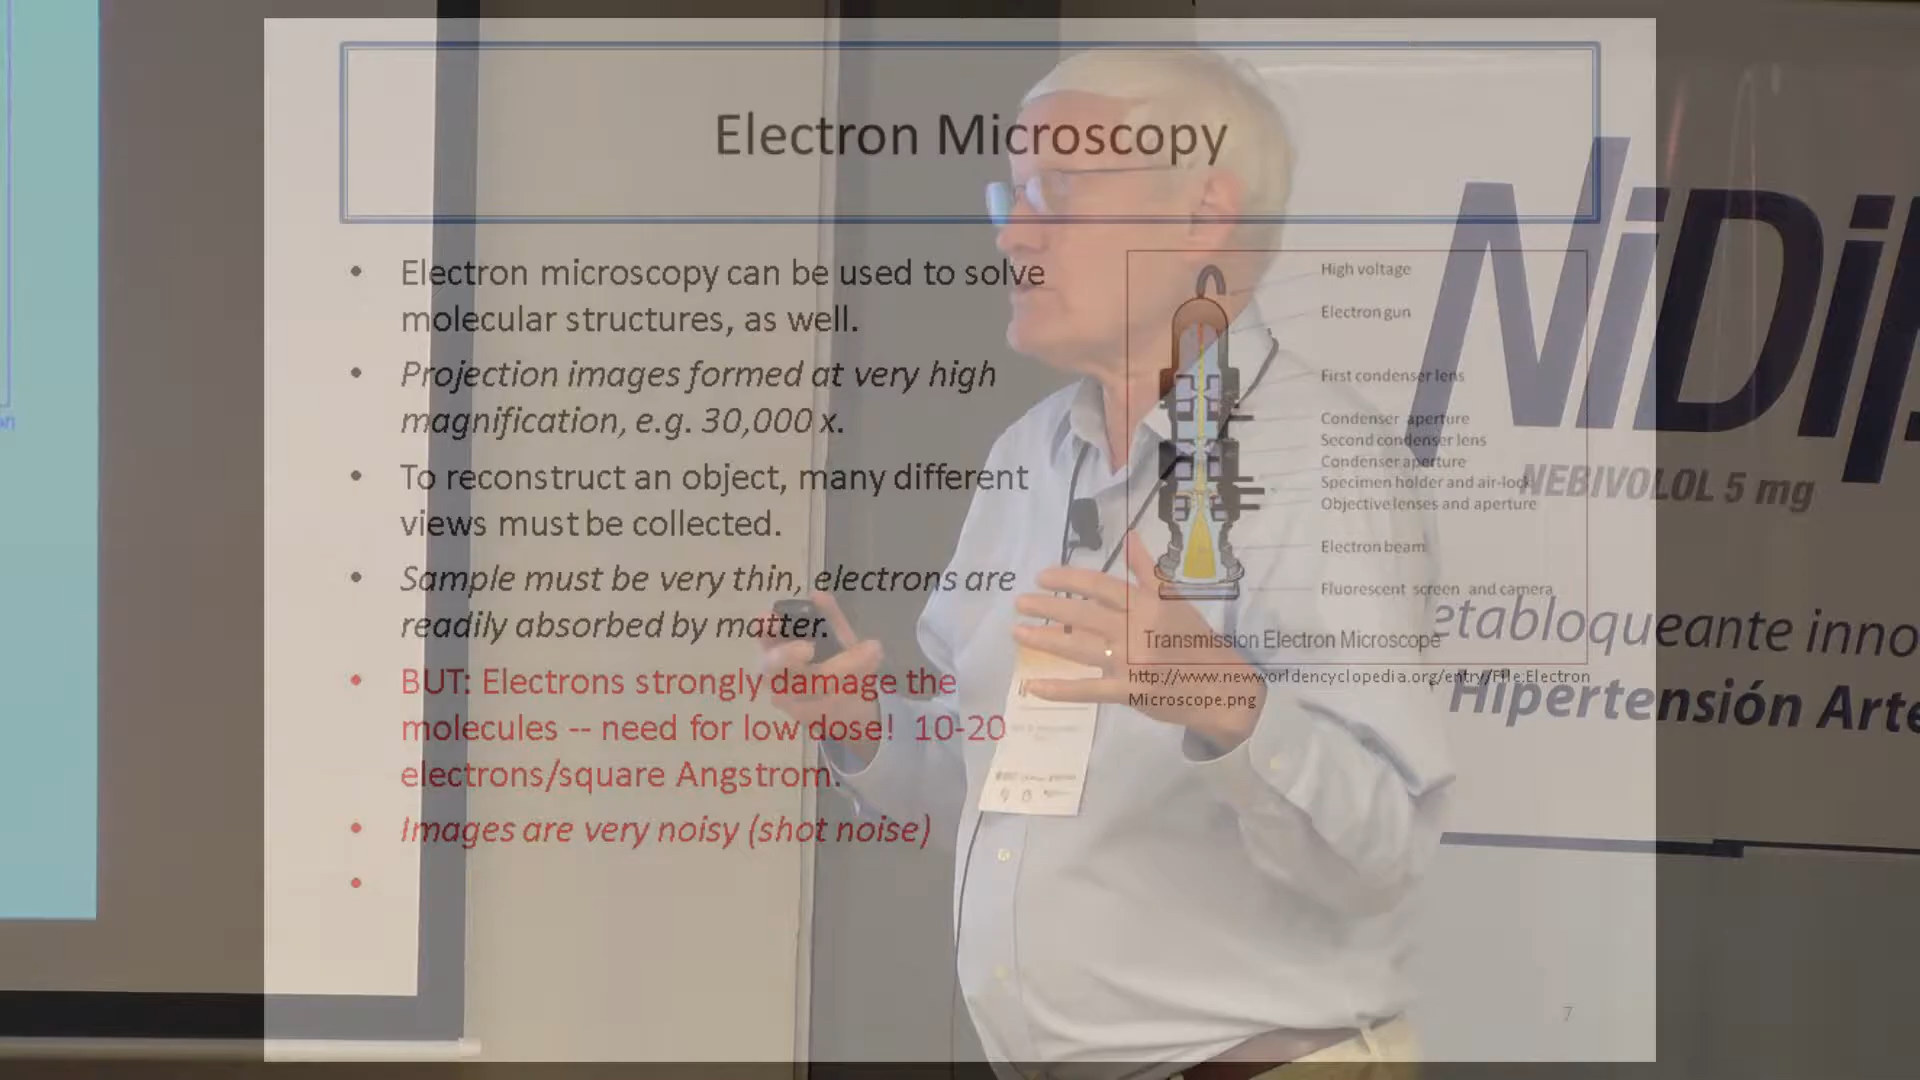 Electron Microscopy
• Electron microscopy can be used to solve
molecular structures, as well.
• Projection images formed at very high
magnification, e.g. 30,000 x.
• To reconstruct an object, many different
views must be collected.
• Sample must be very thin, electrons are
readily absorbed by matter.
• BUT: Electrons strongly damage the
molecules -- need for low dose! 10-20
electrons/square Angstrom.
• Images are very noisy (shot noise)
•
High voltage
Electron gun
First condenser lens
Condenser aperture
Second condenser lens
Condenser aperture
Specimen holder and air-lock
Objective lenses and aperture
Electron beam
Fluorescent screen and camera
Transmission Electron Microscope
http://www.newworldencyclopedia.org/entry/File:Electron
Microscope.png
7
NiDip
NEBIVOLOL 5 mg
etabloqueante inno
Hipertensión Arte